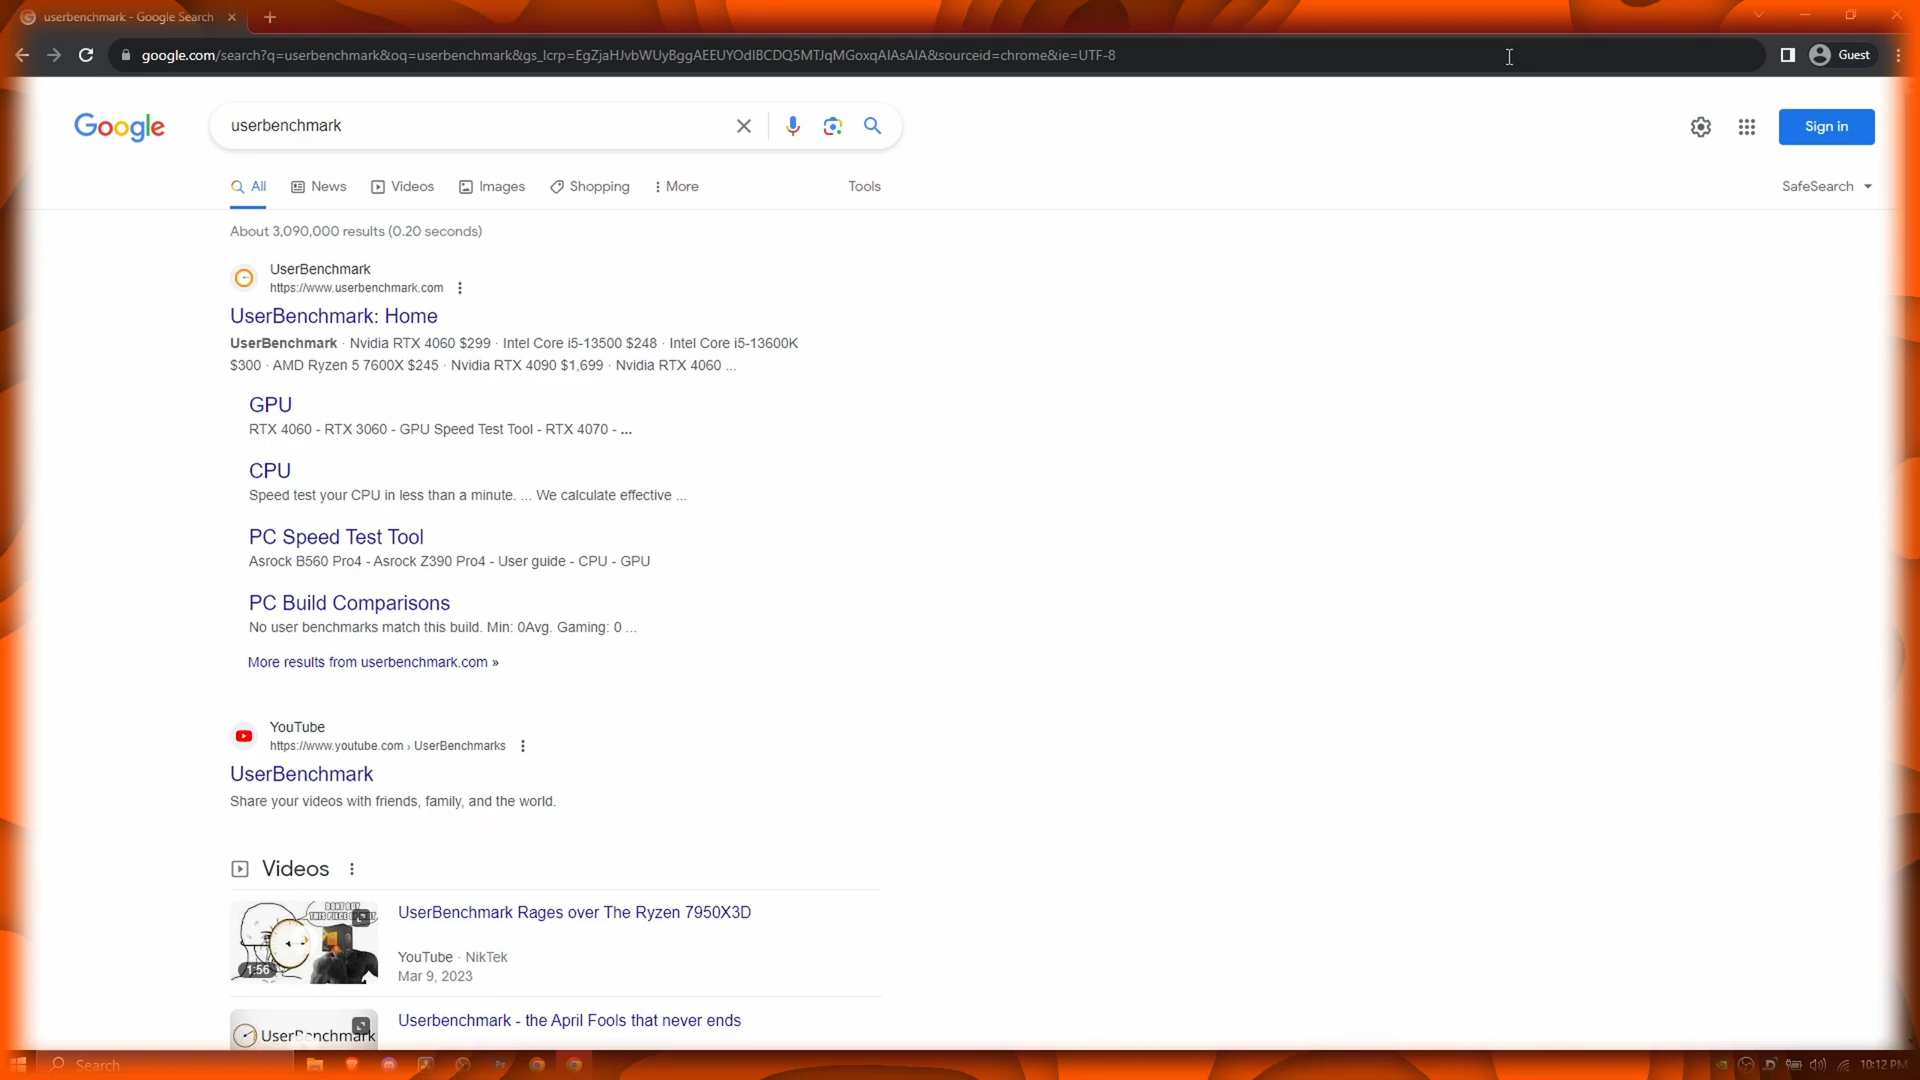 userbenchmark - Google Search
google.com/search?q=userbenchmark&oq=userbenchmark&gs_lcrp=EgZjaHJvbWUyBggAEEUYOdIBCDQ5MTJqMGoxqAIAsAIA&sourceid=chrome&ie=UTF-8
Guest
Google
userbenchmark
Sign in
All
News
Videos
Images
Shopping
More
Tools
SafeSearch
About 3,090,000 results (0.20 seconds)
UserBenchmark
https://www.userbenchmark.com
UserBenchmark: Home
UserBenchmark · Nvidia RTX 4060 $299 · Intel Core i5-13500 $248 · Intel Core i5-13600K
$300 · AMD Ryzen 5 7600X $245 · Nvidia RTX 4090 $1,699 · Nvidia RTX 4060 ...
GPU
RTX 4060 - RTX 3060 - GPU Speed Test Tool - RTX 4070 - ...
CPU
Speed test your CPU in less than a minute. ... We calculate effective ...
PC Speed Test Tool
Asrock B560 Pro4 - Asrock Z390 Pro4 - User guide - CPU - GPU
PC Build Comparisons
No user benchmarks match this build. Min: 0Avg. Gaming: 0 ...
More results from userbenchmark.com »
YouTube
https://www.youtube.com › UserBenchmarks
UserBenchmark
Share your videos with friends, family, and the world.
Videos
DONT BUY
THIS PIECE
1:56
UserBenchmark Rages over The Ryzen 7950X3D
YouTube · NikTek
Mar 9, 2023
UserBenchmark
Userbenchmark - the April Fools that never ends
Search
Ps
10:12 PM